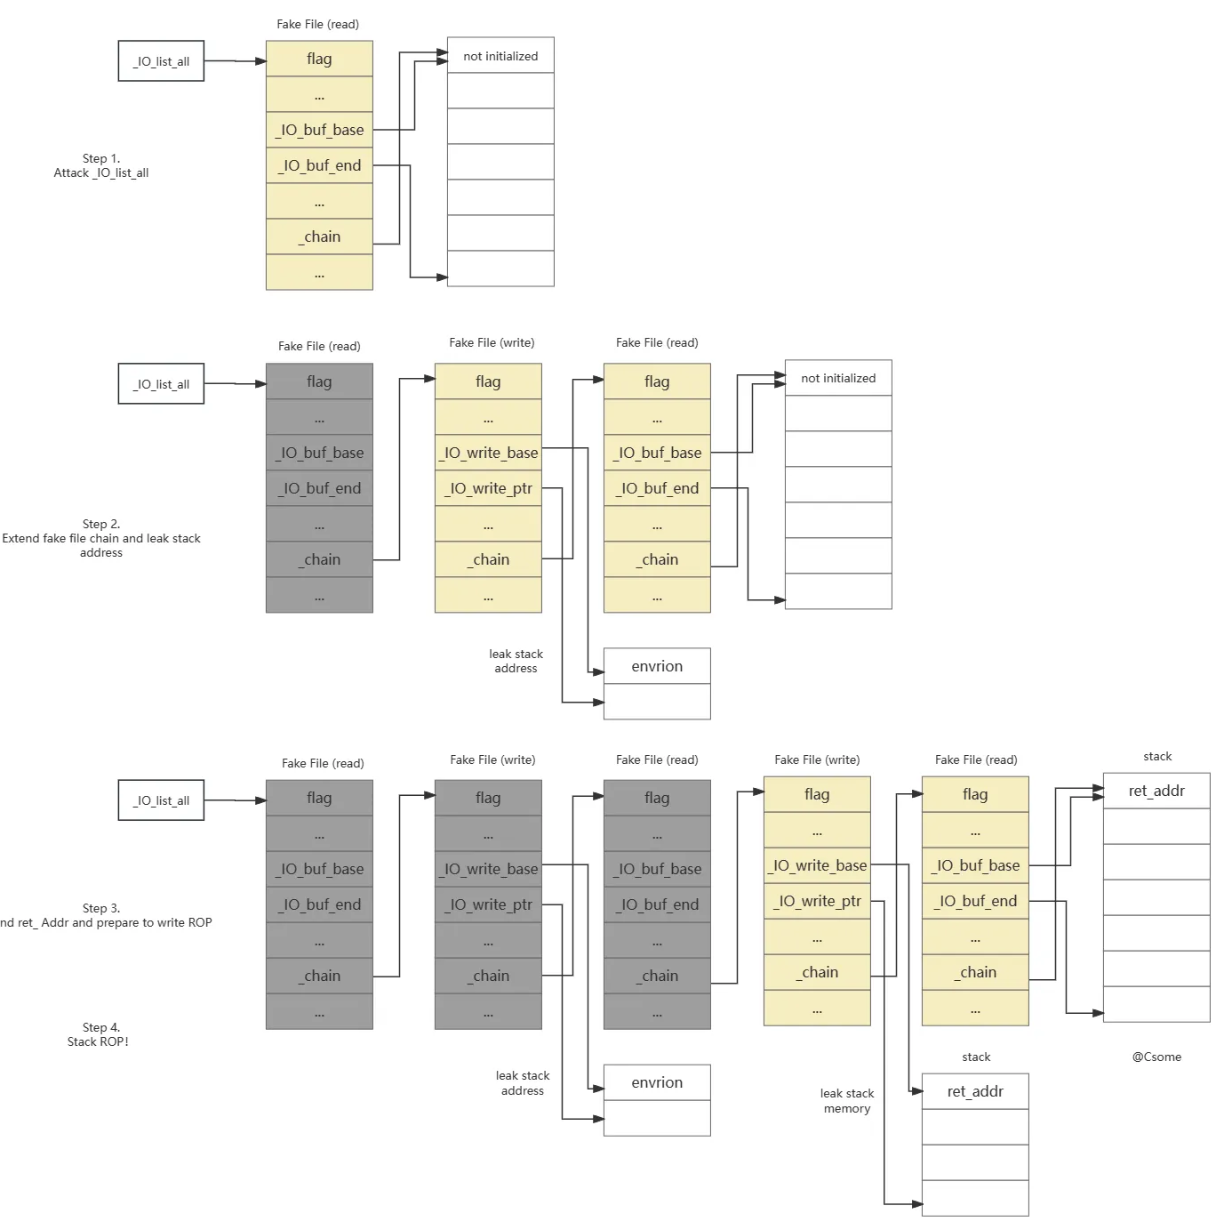 Fake File (read)
_IO_list_all
flag
...
_IO_buf_base
_IO_buf_end
...
_chain
...
not initialized
Step 1.
Attack _IO_list_all
Fake File (read)
Fake File (write)
Fake File (read)
_IO_list_all
flag
...
_IO_buf_base
_IO_buf_end
...
_chain
...
flag
...
_IO_write_base
_IO_write_ptr
...
_chain
...
flag
...
_IO_buf_base
_IO_buf_end
...
_chain
...
not initialized
Step 2.
Extend fake file chain and leak stack
address
leak stack
address
envrion
Fake File (read)
Fake File (write)
Fake File (read)
Fake File (write)
Fake File (read)
stack
_IO_list_all
flag
...
_IO_buf_base
_IO_buf_end
...
_chain
...
flag
...
_IO_write_base
_IO_write_ptr
...
_chain
...
flag
...
_IO_buf_base
_IO_buf_end
...
_chain
...
flag
...
_IO_write_base
_IO_write_ptr
...
_chain
...
flag
...
_IO_buf_base
_IO_buf_end
...
_chain
...
ret_addr
Step 3.
nd ret_ Addr and prepare to write ROP
Step 4.
Stack ROP!
leak stack
address
envrion
leak stack
memory
stack
ret_addr
@Csome